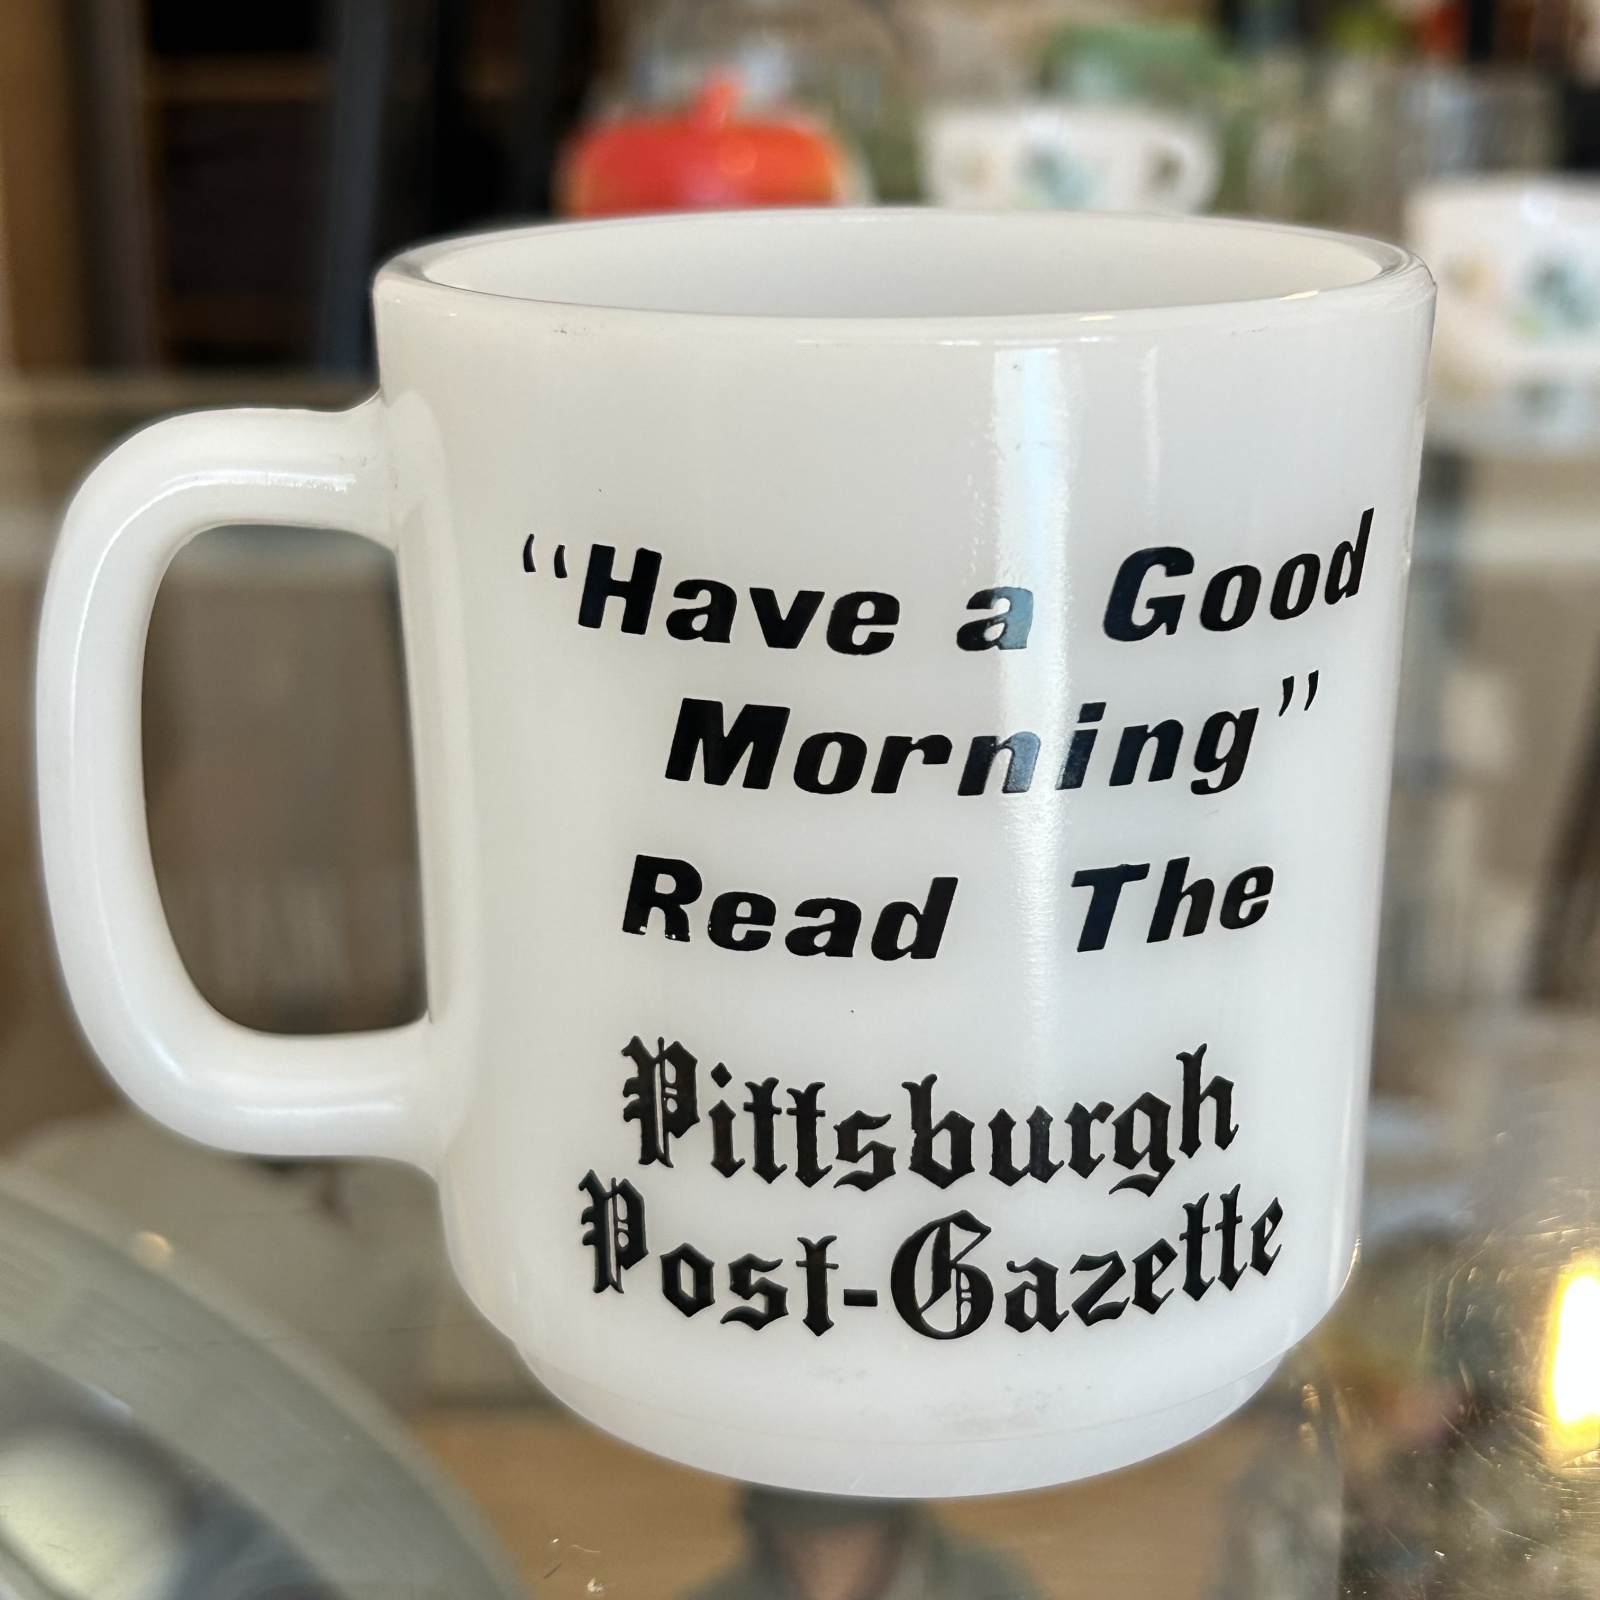 “Have a Good
Morning”
Read The
Pittsburgh
Post-Gazette